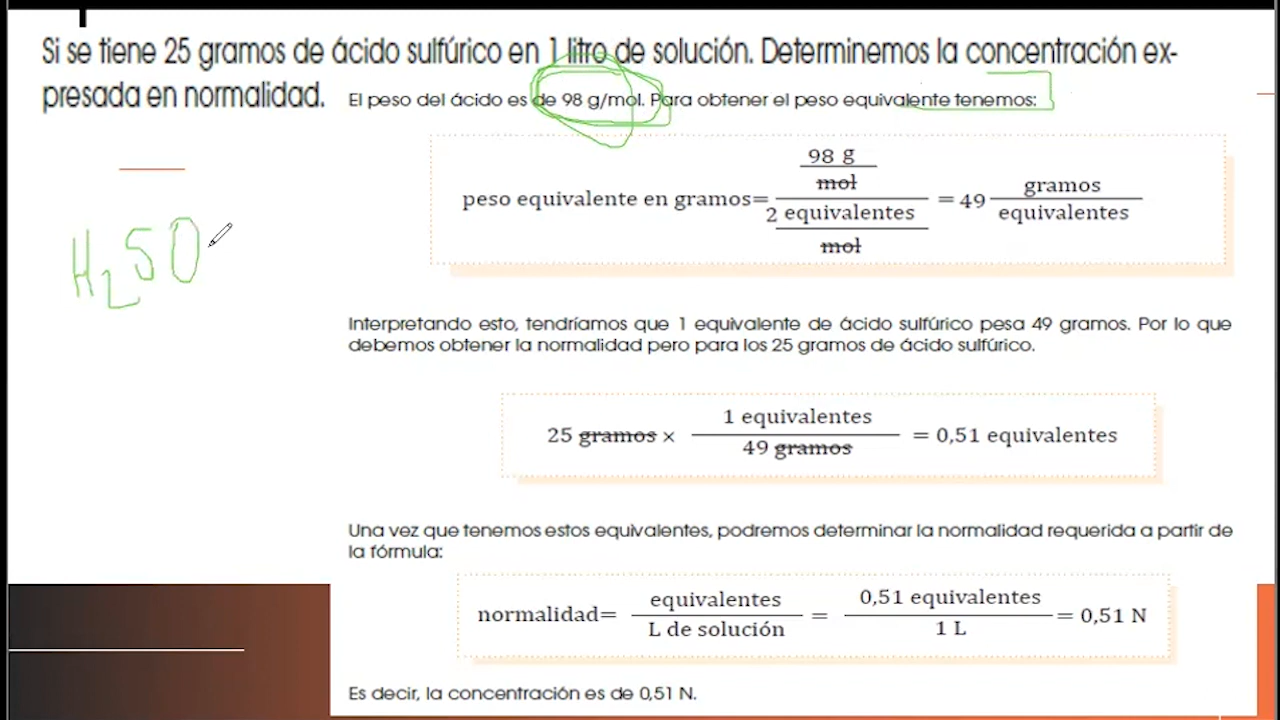 Si se tiene 25 gramos de ácido sulfúrico en 1 litro de solución. Determinemos la concentración ex-
presada en normalidad.
El peso del ácido es de 98 g/mol. Para obtener el peso equivalente tenemos:
peso equivalente en gramos= 98 g / mol / 2 equivalentes / mol = 49 gramos / equivalentes
H2SO
Interpretando esto, tendríamos que 1 equivalente de ácido sulfúrico pesa 49 gramos. Por lo que
debemos obtener la normalidad pero para los 25 gramos de ácido sulfúrico.
25 gramos × 1 equivalentes / 49 gramos = 0,51 equivalentes
Una vez que tenemos estos equivalentes, podremos determinar la normalidad requerida a partir de
la fórmula:
normalidad= equivalentes / L de solución = 0,51 equivalentes / 1 L = 0,51 N
Es decir, la concentración es de 0,51 N.